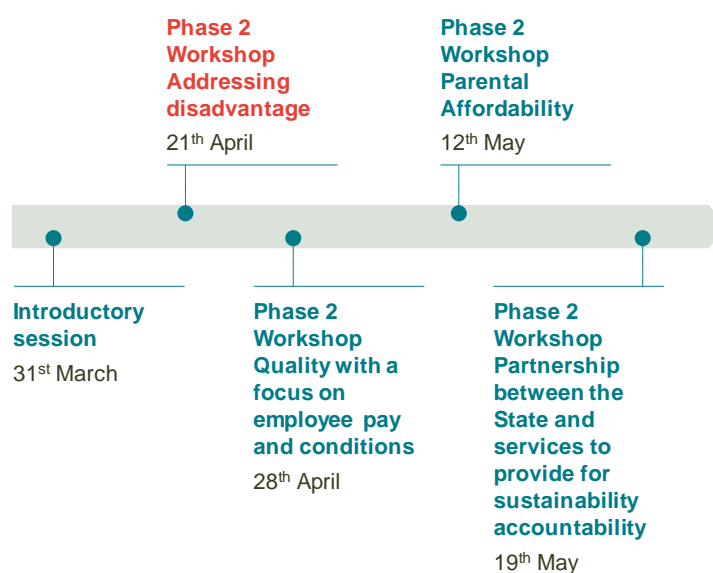 Phase 2
Workshop
Addressing
disadvantage
21th April
Phase 2
Workshop
Parental
Affordability
12th May
Introductory
session
31st March
Phase 2
Workshop
Quality with a
focus on
employee pay
and conditions
28th April
Phase 2
Workshop
Partnership
between the
State and
services to
provide for
sustainability
accountability
19th May